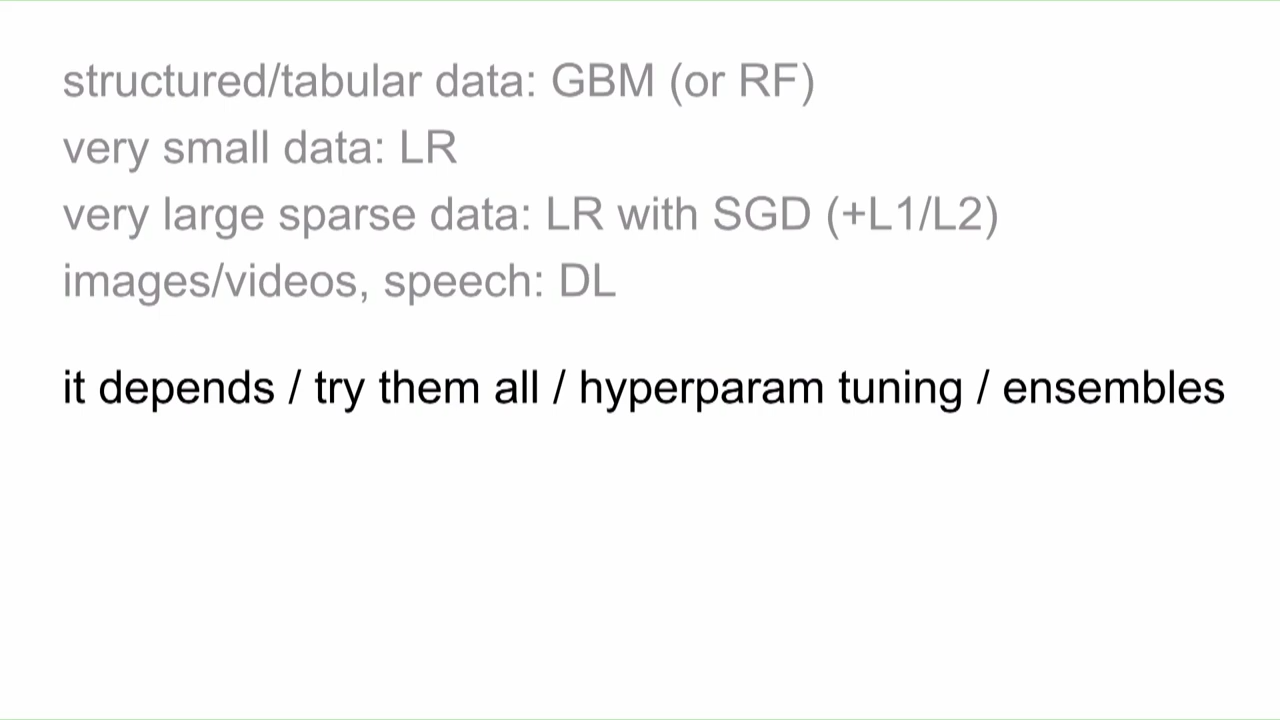 structured/tabular data: GBM (or RF)
very small data: LR
very large sparse data: LR with SGD (+L1/L2)
images/videos, speech: DL
it depends / try them all / hyperparam tuning / ensembles